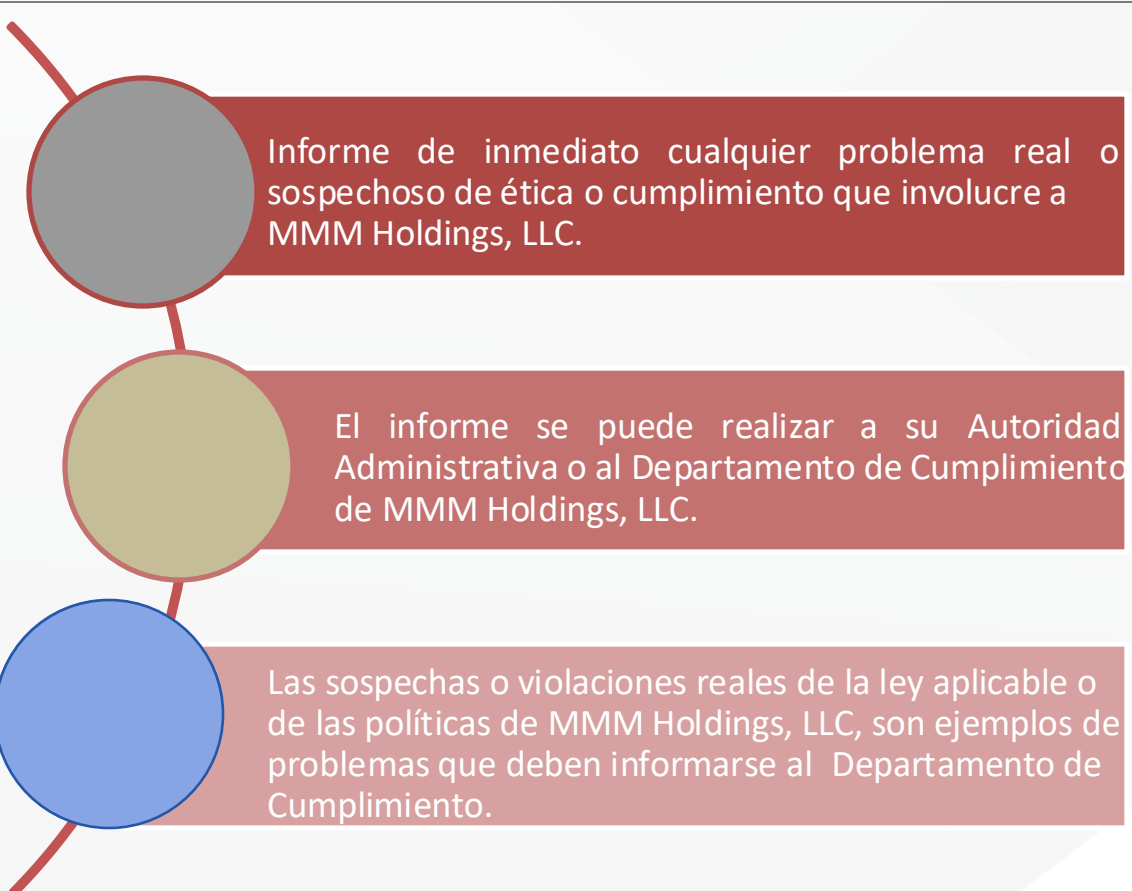 Informe de inmediato cualquier problema real o
sospechoso de ética o cumplimiento que involucre a
MMM Holdings, LLC.
El informe se puede realizar a su Autoridad
Administrativa o al Departamento de Cumplimiento
de MMM Holdings, LLC.
Las sospechas o violaciones reales de la ley aplicable o
de las políticas de MMM Holdings, LLC, son ejemplos de
problemas que deben informarse al Departamento de
Cumplimiento.